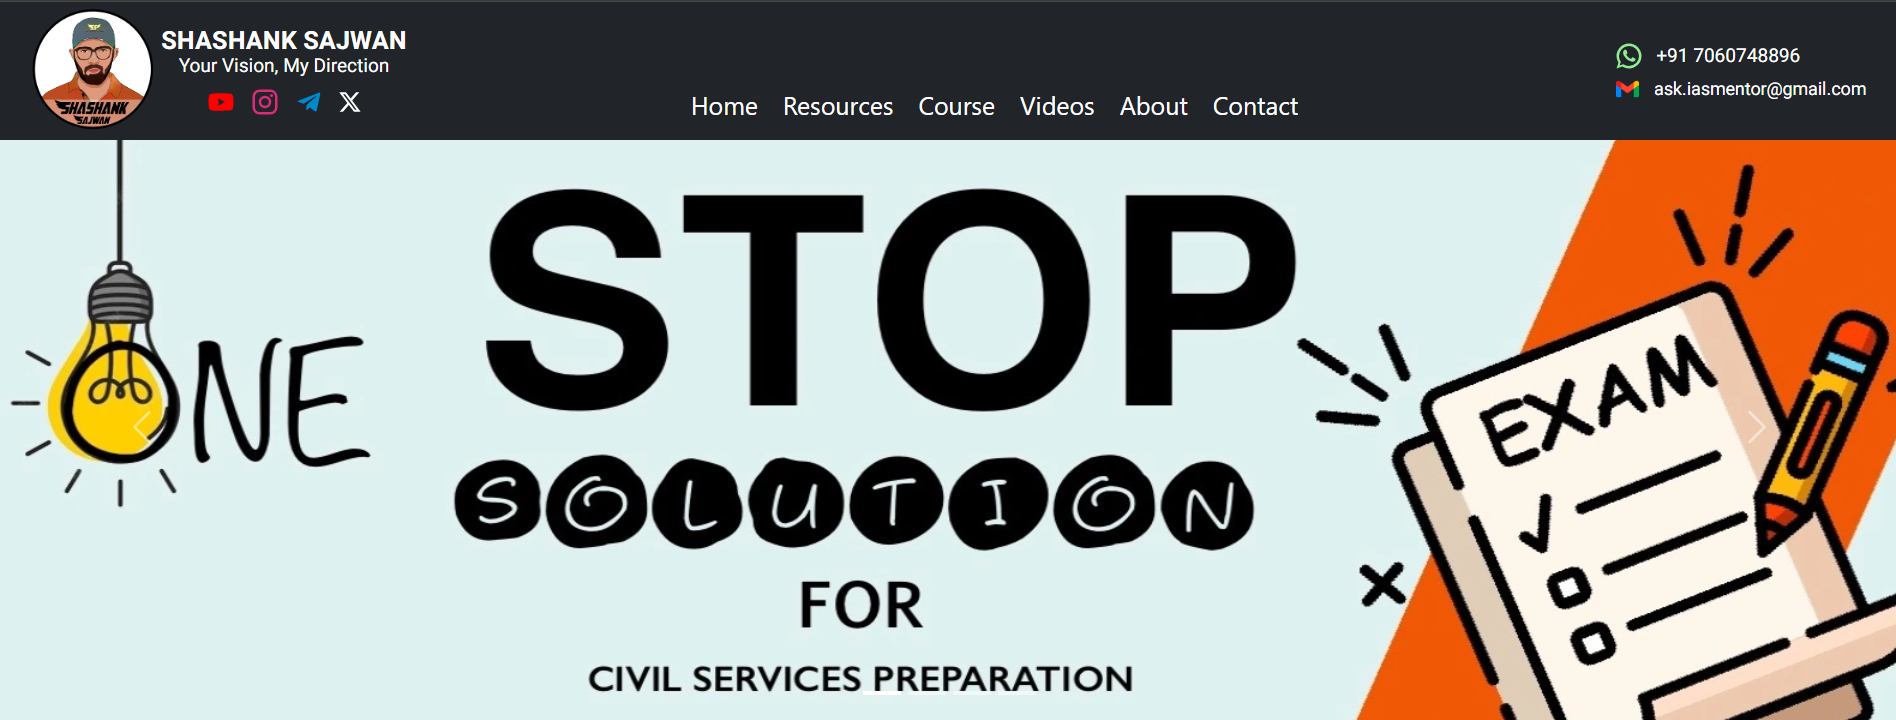 SHASHANK SAJWAN
Your Vision, My Direction
SHASHANK
SAJWAN
Home Resources Course Videos About Contact
+91 7060748896
ask.iasmentor@gmail.com
ONE
STOP
SOLUTION
FOR
CIVIL SERVICES PREPARATION
EXAM